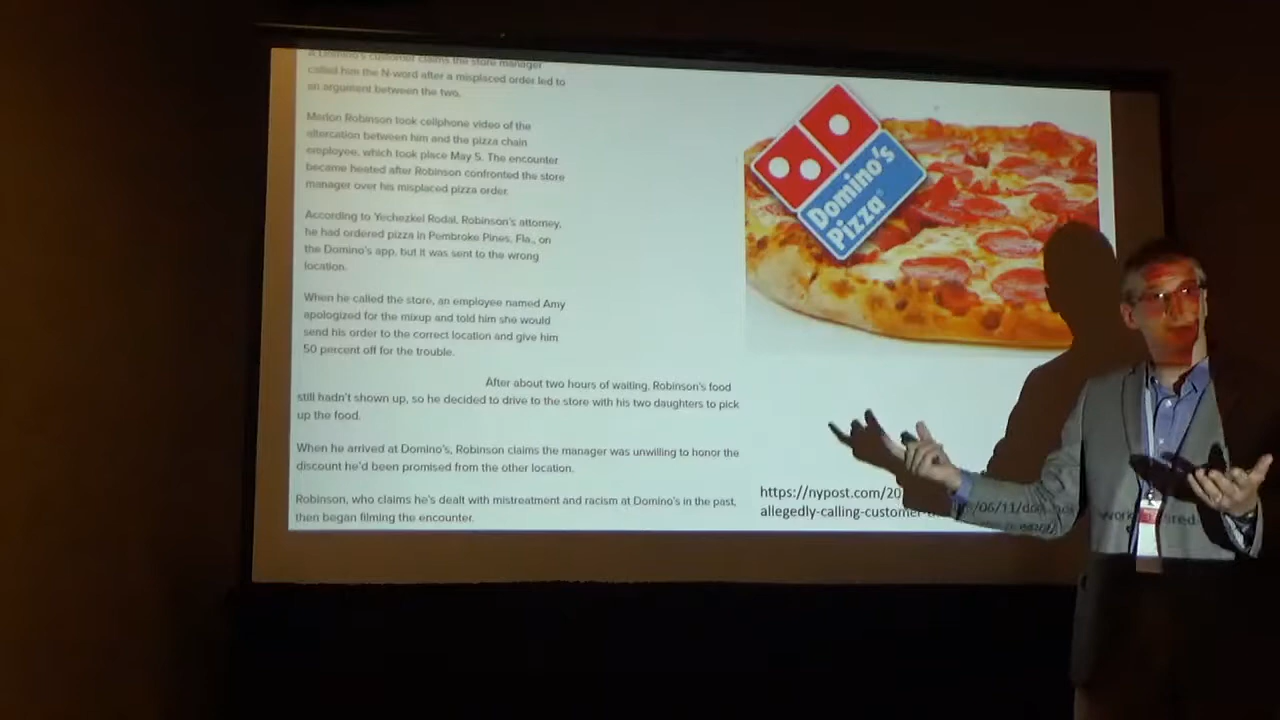 A Domino's customer claims the store manager
called him the N-word after a misplaced order led to
an argument between the two.
Merlon Robinson took cellphone video of the
altercation between him and the pizza chain
employee, which took place May 5. The encounter
became heated after Robinson confronted the store
manager over his misplaced pizza order.
According to Yechezkel Rodal, Robinson's attorney,
he had ordered pizza in Pembroke Pines, Fla., on
the Domino's app, but it was sent to the wrong
location.
When he called the store, an employee named Amy
apologized for the mixup and told him she would
send his order to the correct location and give him
50 percent off for the trouble.
After about two hours of waiting, Robinson's food
still hadn't shown up, so he decided to drive to the store with his two daughters to pick
up the food.
When he arrived at Domino's, Robinson claims the manager was unwilling to honor the
discount he'd been promised from the other location.
Robinson, who claims he's dealt with mistreatment and racism at Domino's in the past,
then began filming the encounter.
Domino's
Pizza
https://nypost.com/20 /06/11/do
allegedly-calling-customer